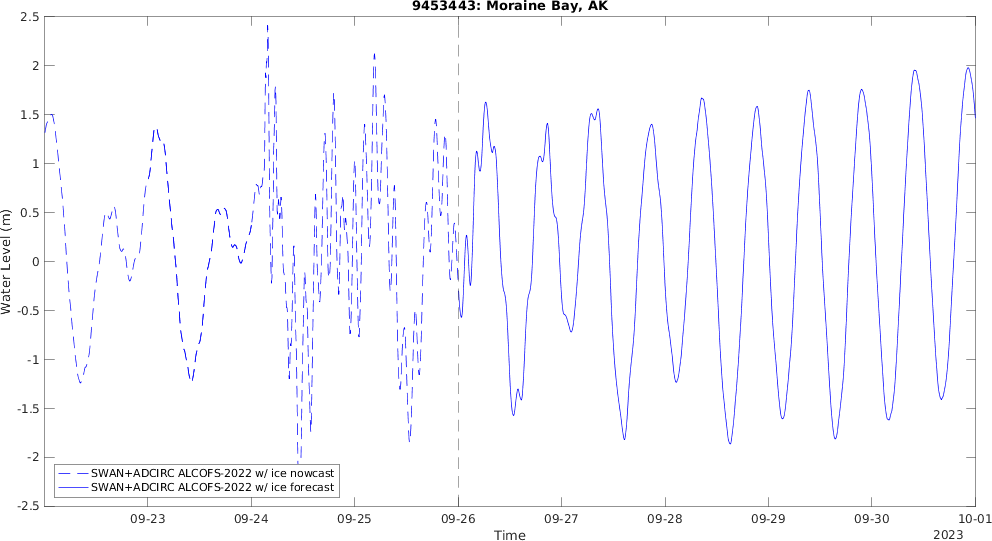 9453443: Moraine Bay, AK
2.5
2
1.5
1
0.5
0
-0.5
-1
-1.5
-2
-2.5
Water Level (m)
SWAN+ADCIRC ALCOFS-2022 w/ ice nowcast
SWAN+ADCIRC ALCOFS-2022 w/ ice forecast
09-23 09-24 09-25 09-26 09-27 09-28 09-29 09-30 10-01
Time
2023